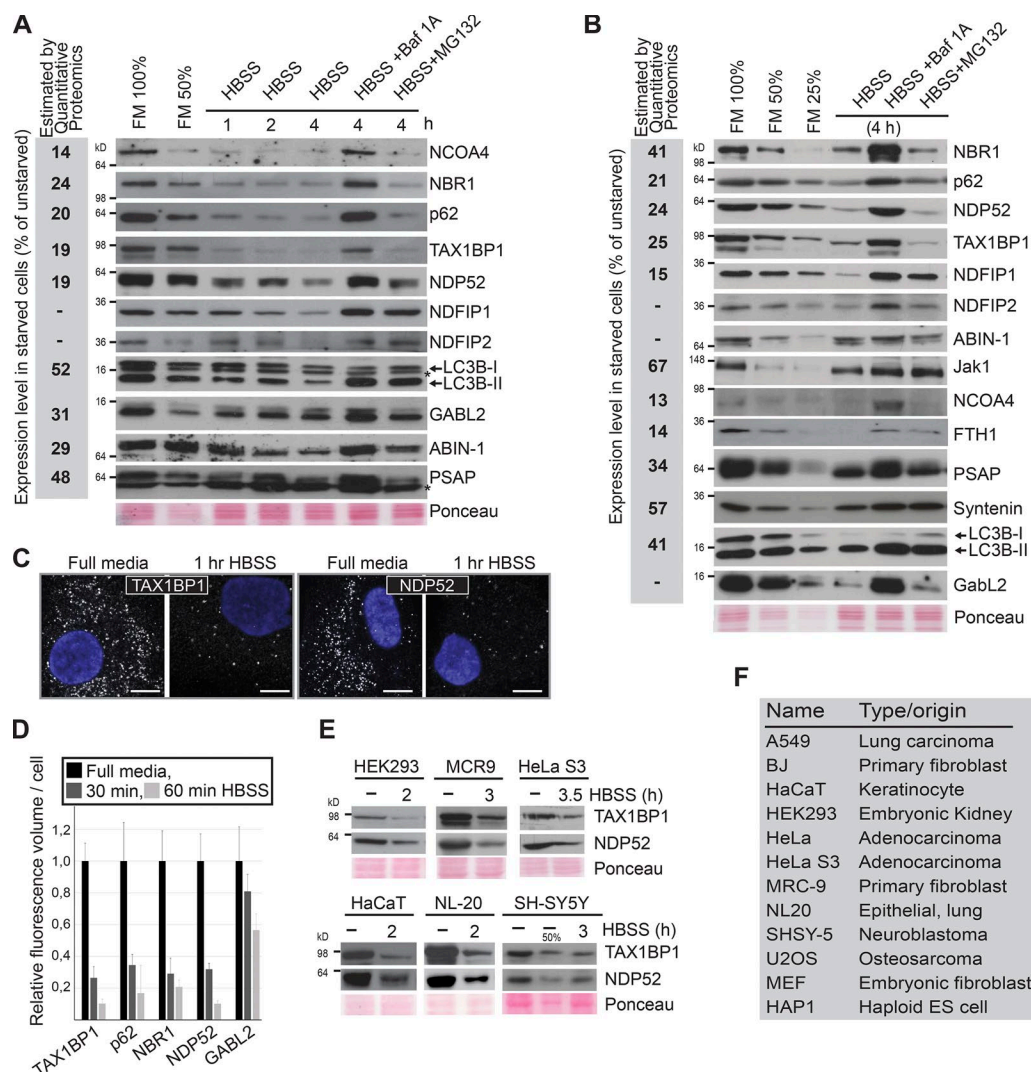 A
Estimated by
Quantitative
Proteomics
Expression level in starved cells (% of unstarved)
FM 100%
FM 50%
HBSS
HBSS
HBSS
HBSS +Baf 1A
HBSS+MG132
1 2 4 4 4 h
kD
14
64
NCOA4
24
NBR1
20
64
p62
19
98
TAX1BP1
19
64
NDP52
-
36
NDFIP1
-
36
NDFIP2
52
16
LC3B-I
*
LC3B-II
31
16
GABL2
29
ABIN-1
48
64
PSAP
*
Ponceau
B
Estimated by
Quantitative
Proteomics
Expression level in starved cells (% of unstarved)
FM 100%
FM 50%
FM 25%
HBSS
HBSS +Baf 1A
HBSS+MG132
(4 h)
kD
41
98
NBR1
21
64
p62
24
64
NDP52
25
98
TAX1BP1
15
36
NDFIP1
-
36
NDFIP2
-
ABIN-1
67
148
Jak1
13
64
NCOA4
14
36
FTH1
34
64
PSAP
57
36
Syntenin
41
16
LC3B-I
LC3B-II
-
16
GabL2
Ponceau
C
Full media 1 hr HBSS Full media 1 hr HBSS
TAX1BP1 NDP52
D
Relative fluorescence volume / cell
Full media,
30 min, 60 min HBSS
1,2
1,0
0,8
0,6
0,4
0,2
TAX1BP1 p62 NBR1 NDP52 GABL2
E
HEK293 MCR9 HeLa S3
– 2 – 3 – 3.5 HBSS (h)
kD
98
TAX1BP1
64
NDP52
Ponceau
HaCaT NL-20 SH-SY5Y
– 2 – 2 – – 3 HBSS (h)
50%
kD
98
TAX1BP1
64
NDP52
Ponceau
F
Name Type/origin
A549 Lung carcinoma
BJ Primary fibroblast
HaCaT Keratinocyte
HEK293 Embryonic Kidney
HeLa Adenocarcinoma
HeLa S3 Adenocarcinoma
MRC-9 Primary fibroblast
NL20 Epithelial, lung
SHSY-5 Neuroblastoma
U2OS Osteosarcoma
MEF Embryonic fibroblast
HAP1 Haploid ES cell